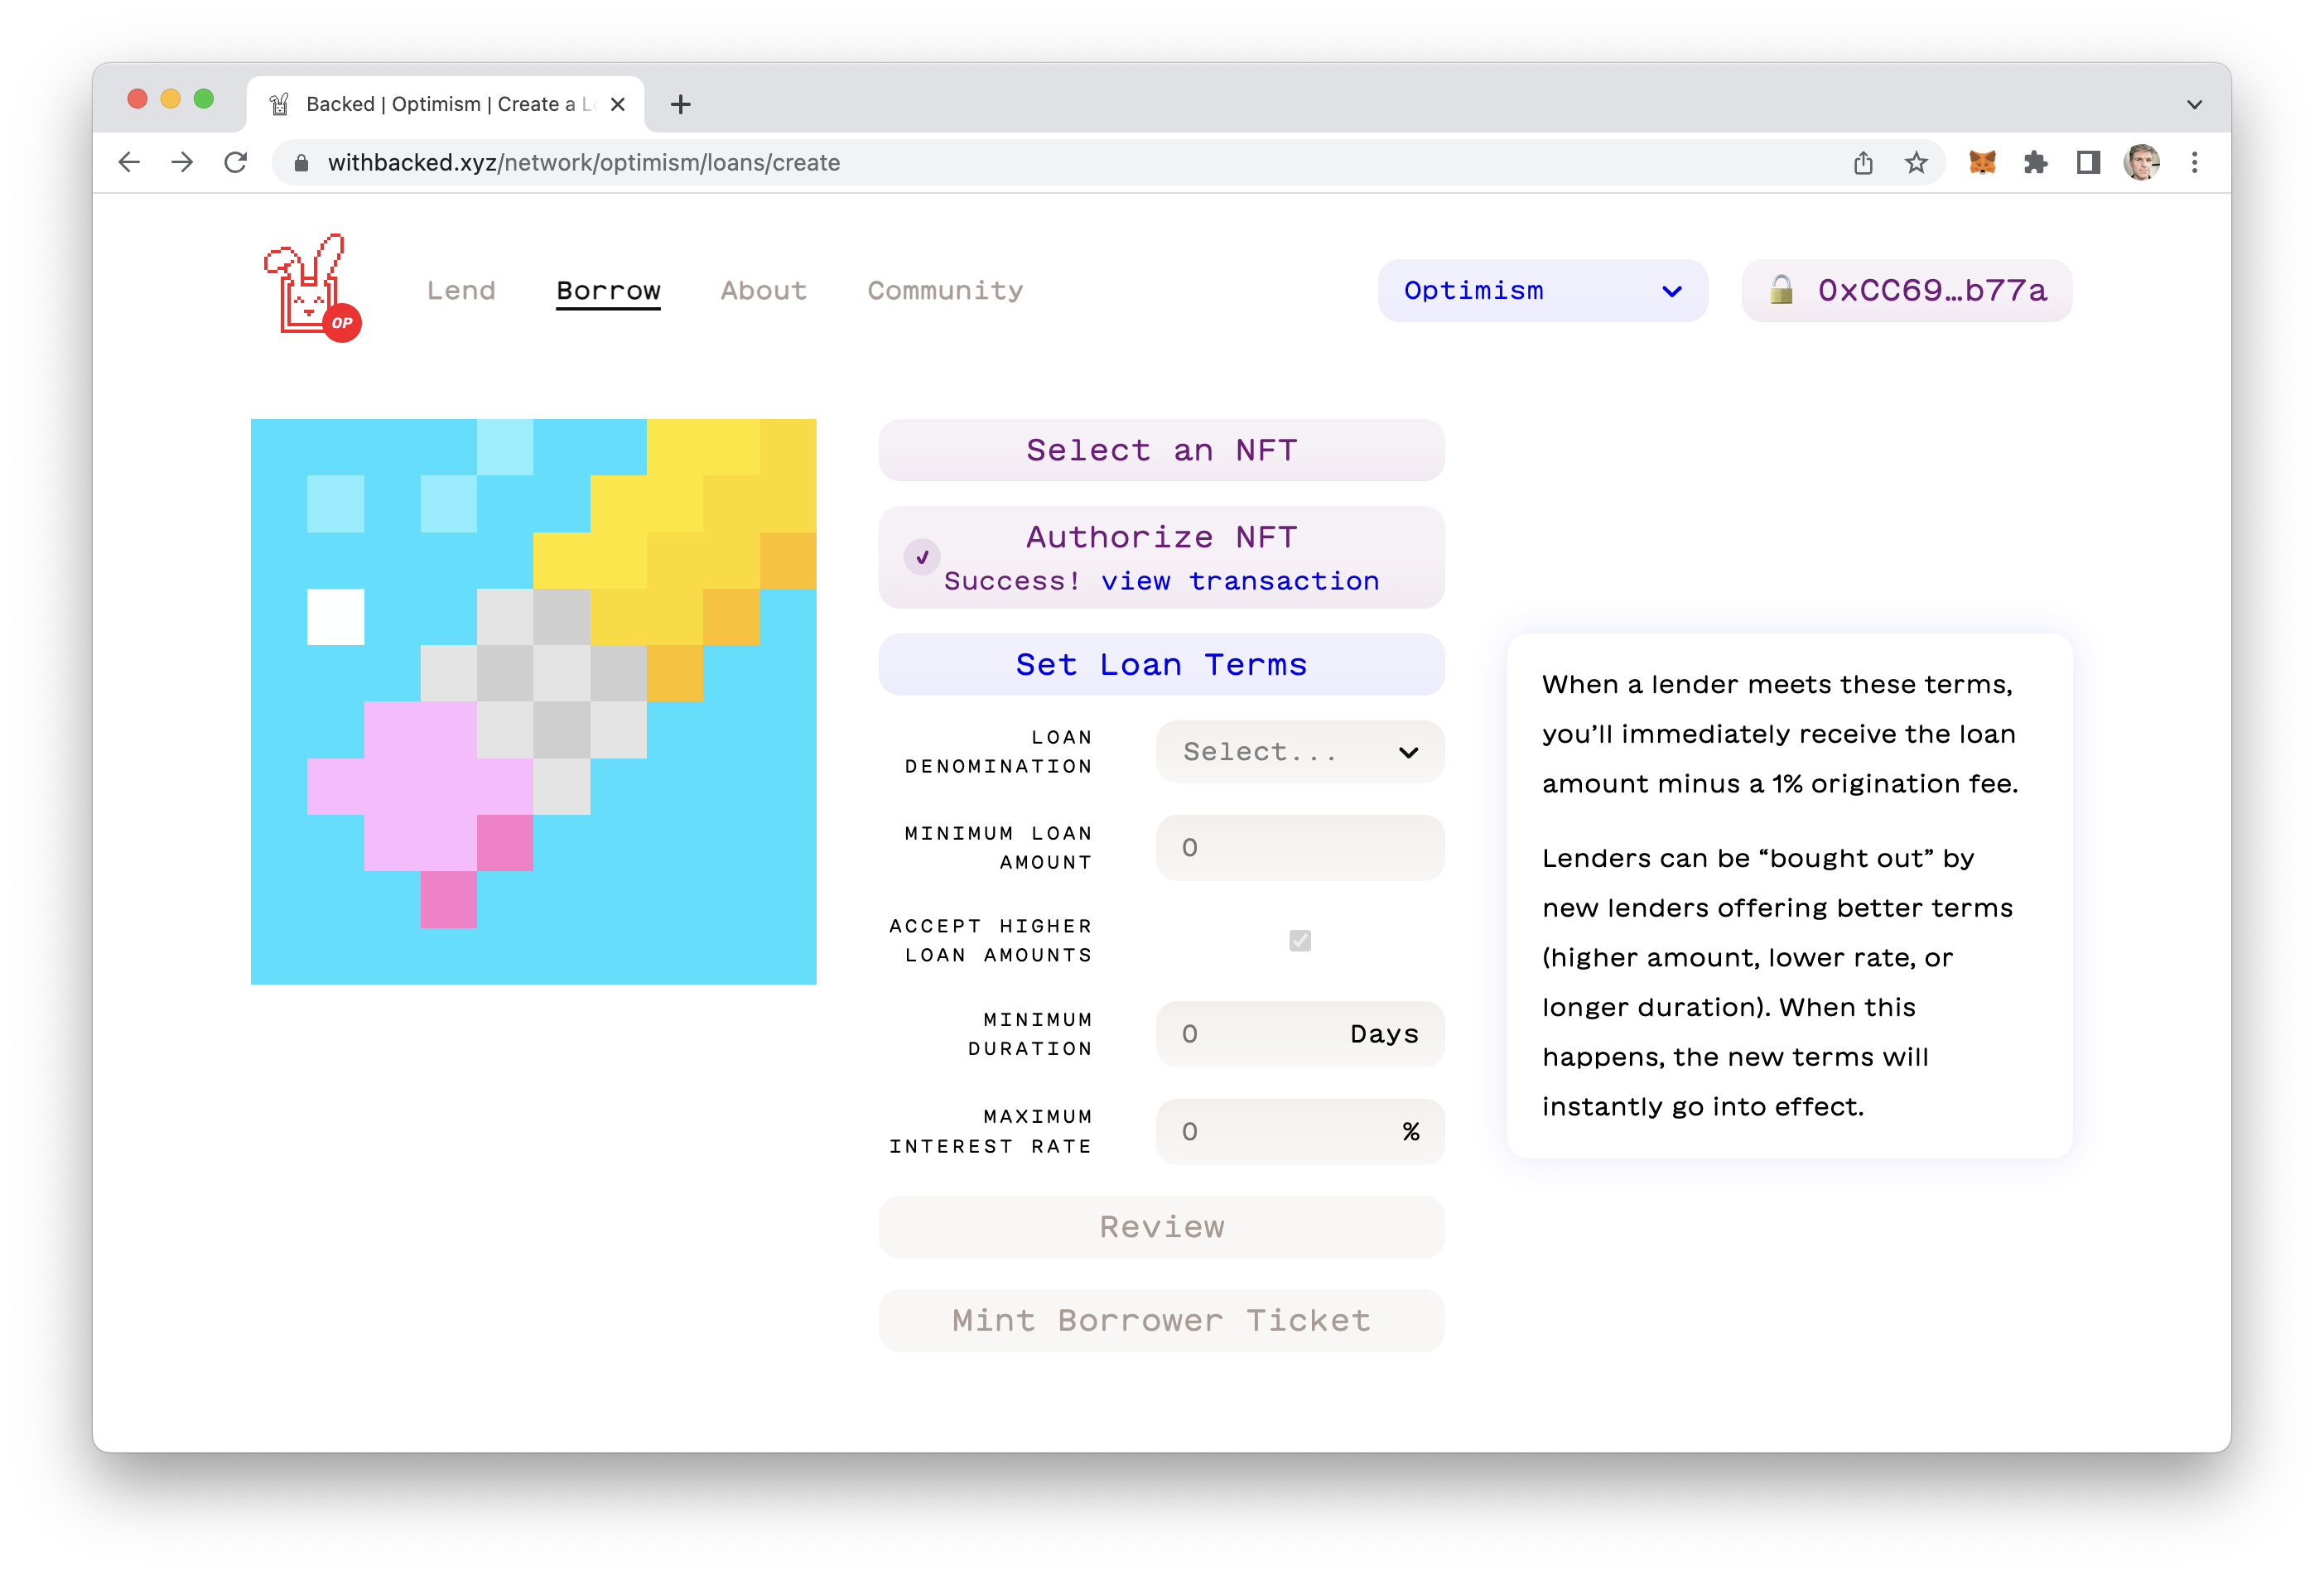 Backed | Optimism | Create a L
withbacked.xyz/network/optimism/loans/create
OP
Lend
Borrow
About
Community
Optimism
0xCC69…b77a
Select an NFT
Authorize NFT
Success! view transaction
Set Loan Terms
LOAN
DENOMINATION
Select...
MINIMUM LOAN
AMOUNT
0
ACCEPT HIGHER
LOAN AMOUNTS
MINIMUM
DURATION
0
Days
MAXIMUM
INTEREST RATE
0
%
Review
Mint Borrower Ticket
When a lender meets these terms,
you’ll immediately receive the loan
amount minus a 1% origination fee.
Lenders can be “bought out” by
new lenders offering better terms
(higher amount, lower rate, or
longer duration). When this
happens, the new terms will
instantly go into effect.